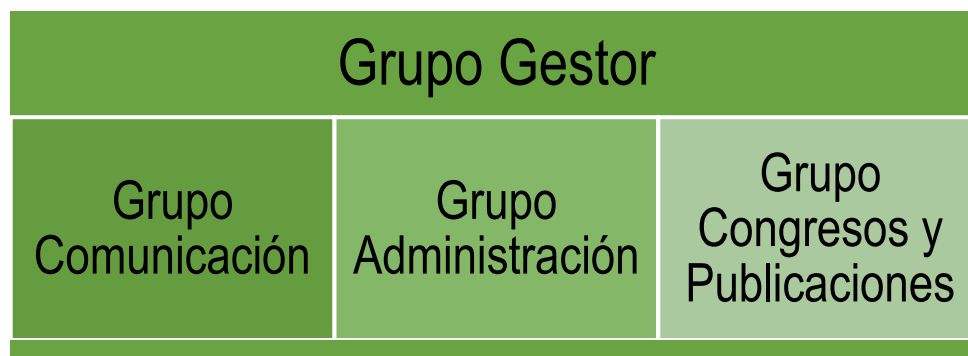 Grupo Gestor
Grupo
Comunicación
Grupo
Administración
Grupo
Congresos y
Publicaciones